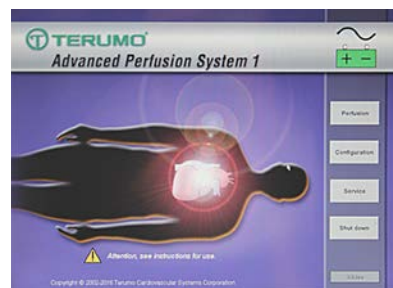 TERUMO
Advanced Perfusion System 1
+ −
Perfusion
Configuration
Service
Shut down
Attention, see instructions for use.
Copyright © 2002-2016 Terumo Cardiovascular Systems Corporation.